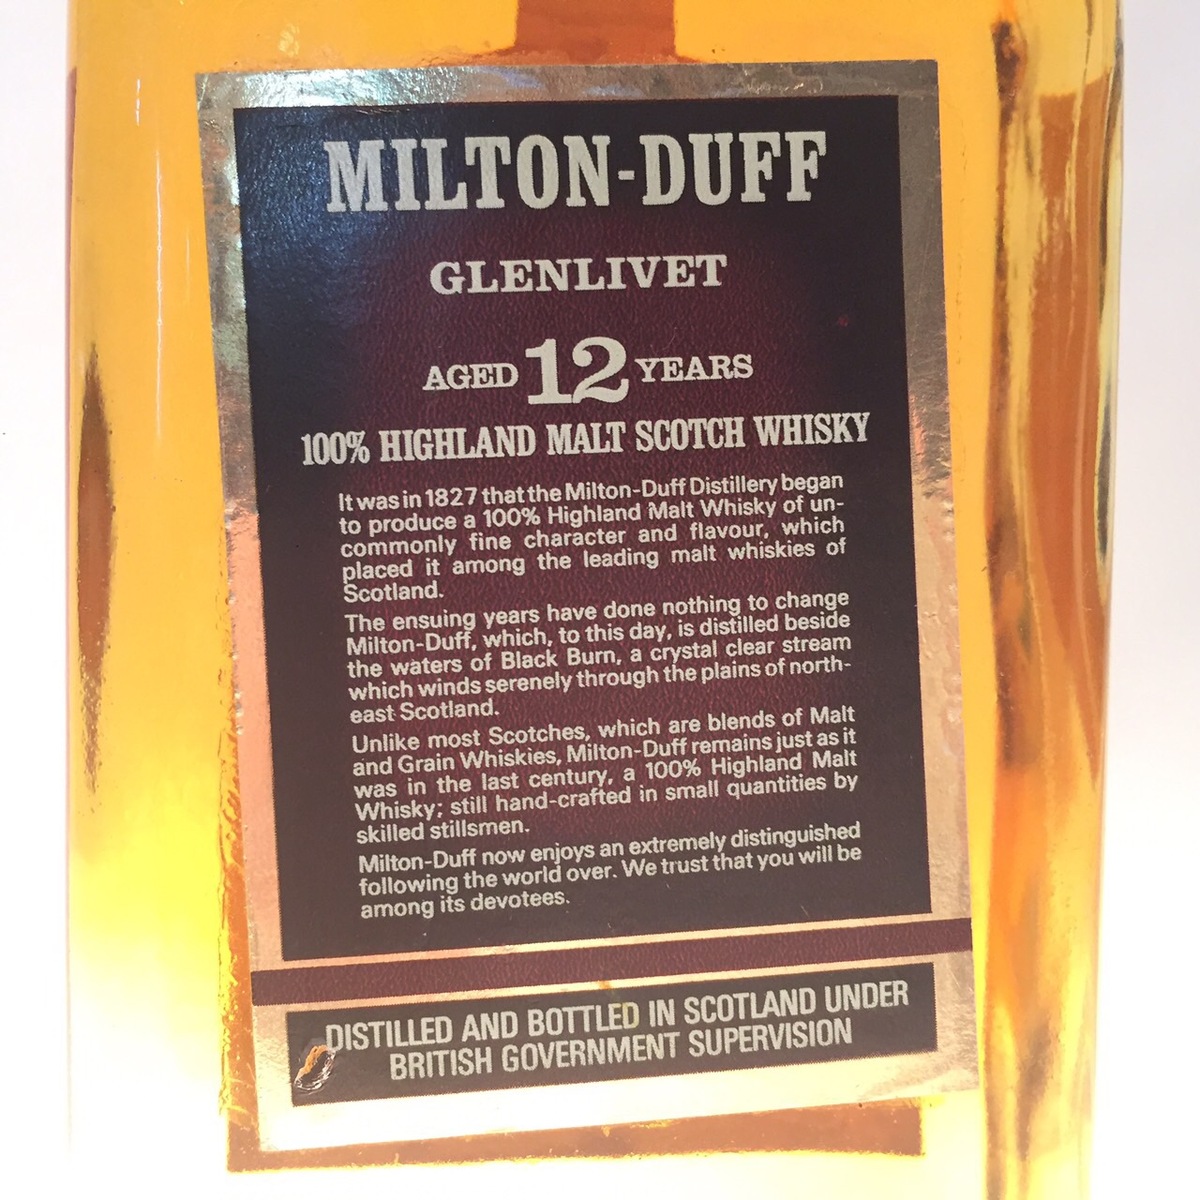 MILTON-DUFF
GLENLIVET
AGED 12 YEARS
100% HIGHLAND MALT SCOTCH WHISKY
It was in 1827 that the Milton-Duff Distillery began
to produce a 100% Highland Malt Whisky of un-
commonly fine character and flavour, which
placed it among the leading malt whiskies of
Scotland.
The ensuing years have done nothing to change
Milton-Duff, which, to this day, is distilled beside
the waters of Black Burn, a crystal clear stream
which winds serenely through the plains of north-
east Scotland.
Unlike most Scotches, which are blends of Malt
and Grain Whiskies, Milton-Duff remains just as it
was in the last century, a 100% Highland Malt
Whisky; still hand-crafted in small quantities by
skilled stillsmen.
Milton-Duff now enjoys an extremely distinguished
following the world over. We trust that you will be
among its devotees.
DISTILLED AND BOTTLED IN SCOTLAND UNDER
BRITISH GOVERNMENT SUPERVISION